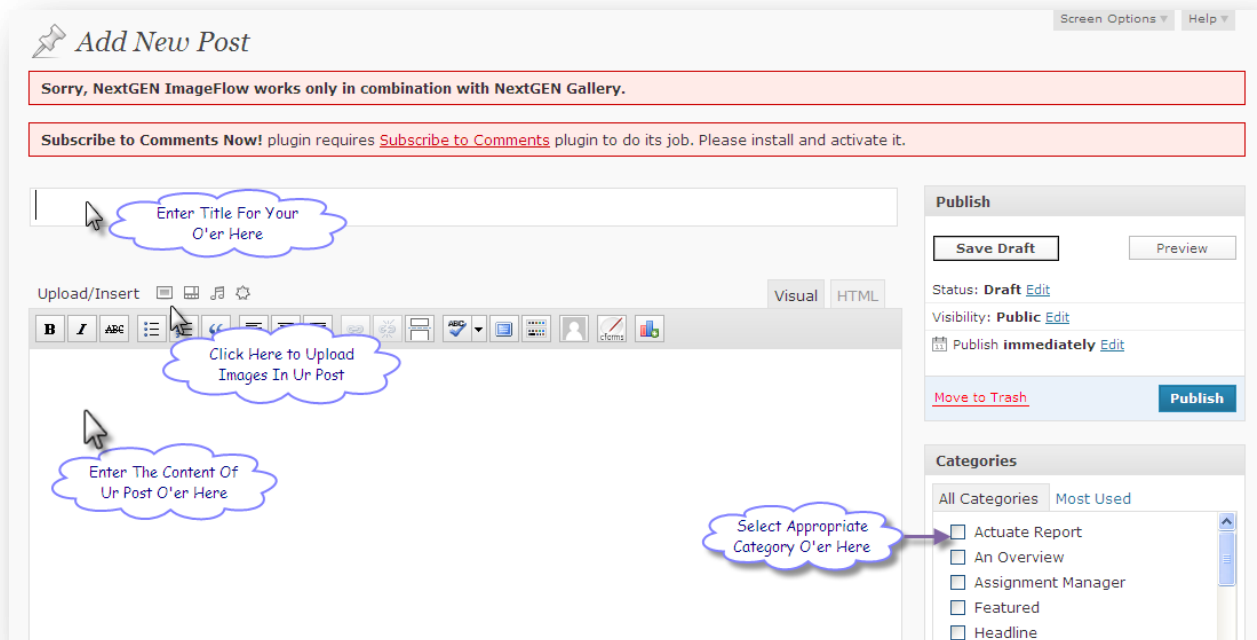 Screen Options Help
Add New Post
Sorry, NextGEN ImageFlow works only in combination with NextGEN Gallery.
Subscribe to Comments Now! plugin requires Subscribe to Comments plugin to do its job. Please install and activate it.
Enter Title For Your
O'er Here
Upload/Insert
Visual HTML
B I ABC ABC cforms
Click Here to Upload
Images In Ur Post
Enter The Content Of
Ur Post O'er Here
Publish
Save Draft Preview
Status: Draft Edit
Visibility: Public Edit
11 Publish immediately Edit
Move to Trash Publish
Categories
All Categories Most Used
Select Appropriate
Category O'er Here
Actuate Report
An Overview
Assignment Manager
Featured
Headline